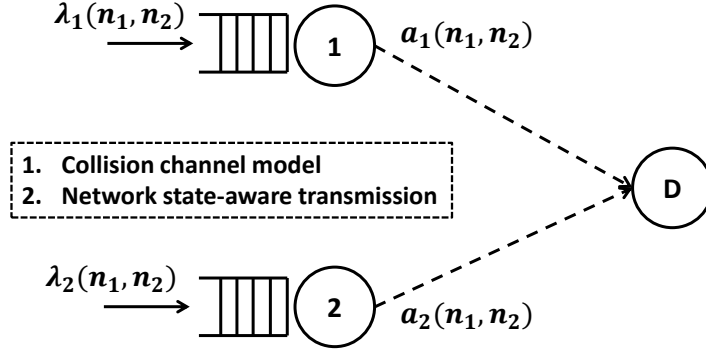 λ₁(n₁, n₂)
1
a₁(n₁, n₂)
1. Collision channel model
2. Network state-aware transmission
D
λ₂(n₁, n₂)
2
a₂(n₁, n₂)